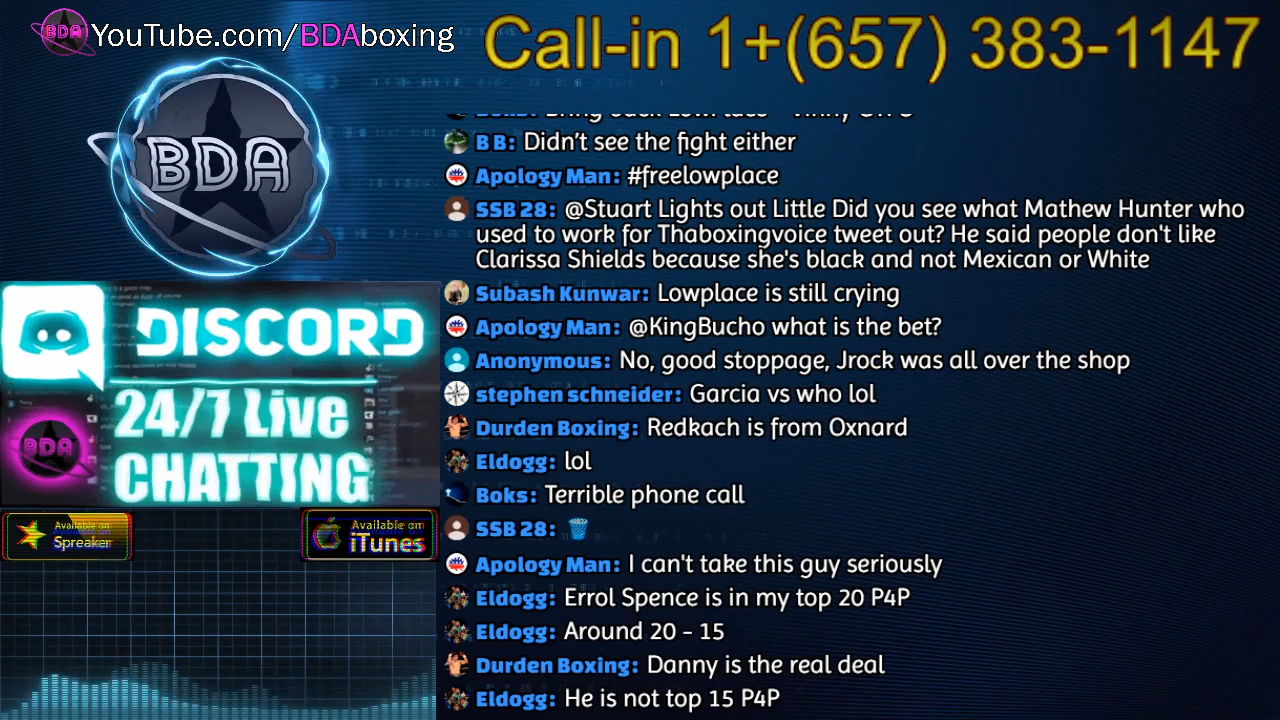 BDA YouTube.com/BDAboxing
Call-in 1+(657) 383-1147
BDA
B B: Didn't see the fight either
Apology Man: #freelowplace
SSB 28: @Stuart Lights out Little Did you see what Mathew Hunter who
used to work for Thaboxingvoice tweet out? He said people don't like
Clarissa Shields because she's black and not Mexican or White
Subash Kunwar: Lowplace is still crying
Apology Man: @KingBucho what is the bet?
Anonymous: No, good stoppage, Jrock was all over the shop
stephen schneider: Garcia vs who lol
Durden Boxing: Redkach is from Oxnard
Eldogg: lol
Boks: Terrible phone call
SSB 28: 🗑️
Apology Man: I can't take this guy seriously
Eldogg: Errol Spence is in my top 20 P4P
Eldogg: Around 20 - 15
Durden Boxing: Danny is the real deal
Eldogg: He is not top 15 P4P
DISCORD
24/7 Live
CHATTING
BDA
Available on
Spreaker
Available on
iTunes